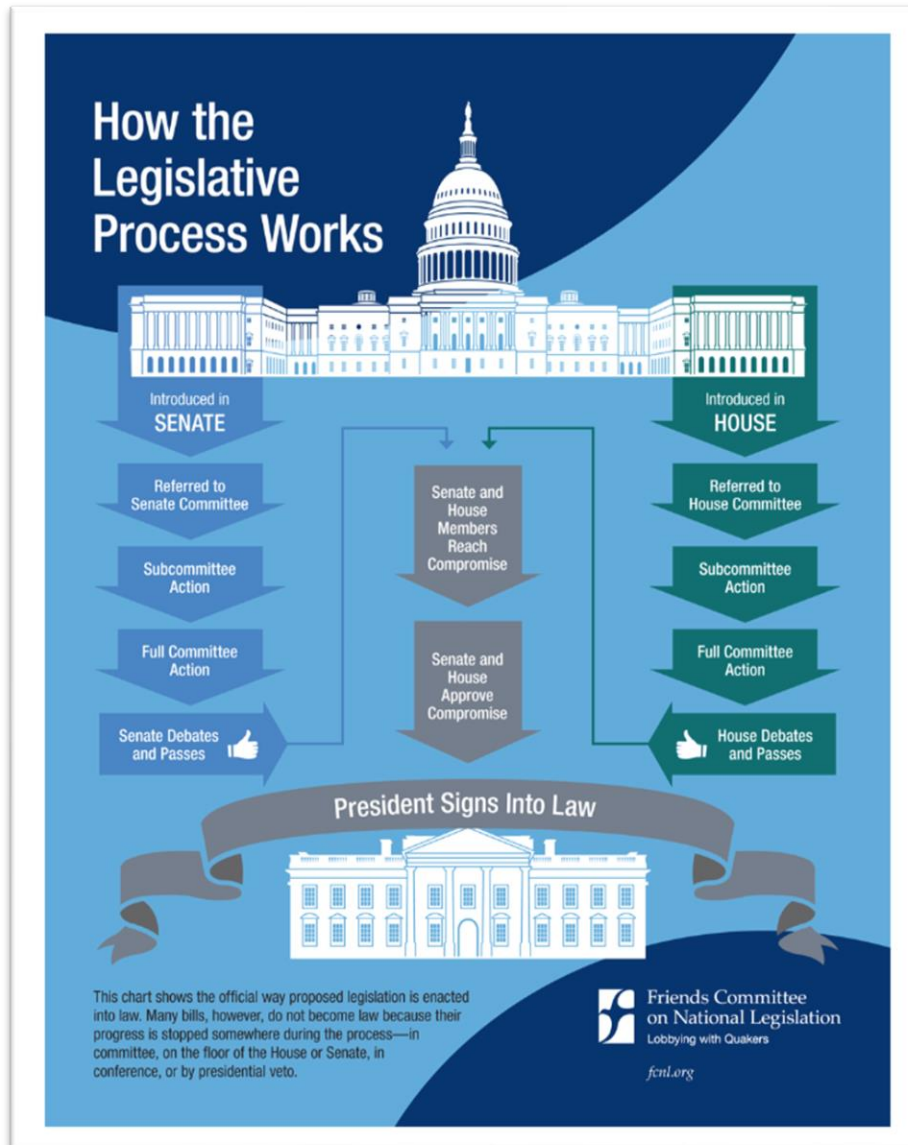 How the
Legislative
Process Works
Introduced in
SENATE
Referred to
Senate Committee
Subcommittee
Action
Full Committee
Action
Senate Debates
and Passes
Senate and
House
Members
Reach
Compromise
Senate and
House
Approve
Compromise
Introduced in
HOUSE
Referred to
House Committee
Subcommittee
Action
Full Committee
Action
House Debates
and Passes
President Signs Into Law
This chart shows the official way proposed legislation is enacted
into law. Many bills, however, do not become law because their
progress is stopped somewhere during the process—in
committee, on the floor of the House or Senate, in
conference, or by presidential veto.
Friends Committee
on National Legislation
Lobbying with Quakers
fcnl.org